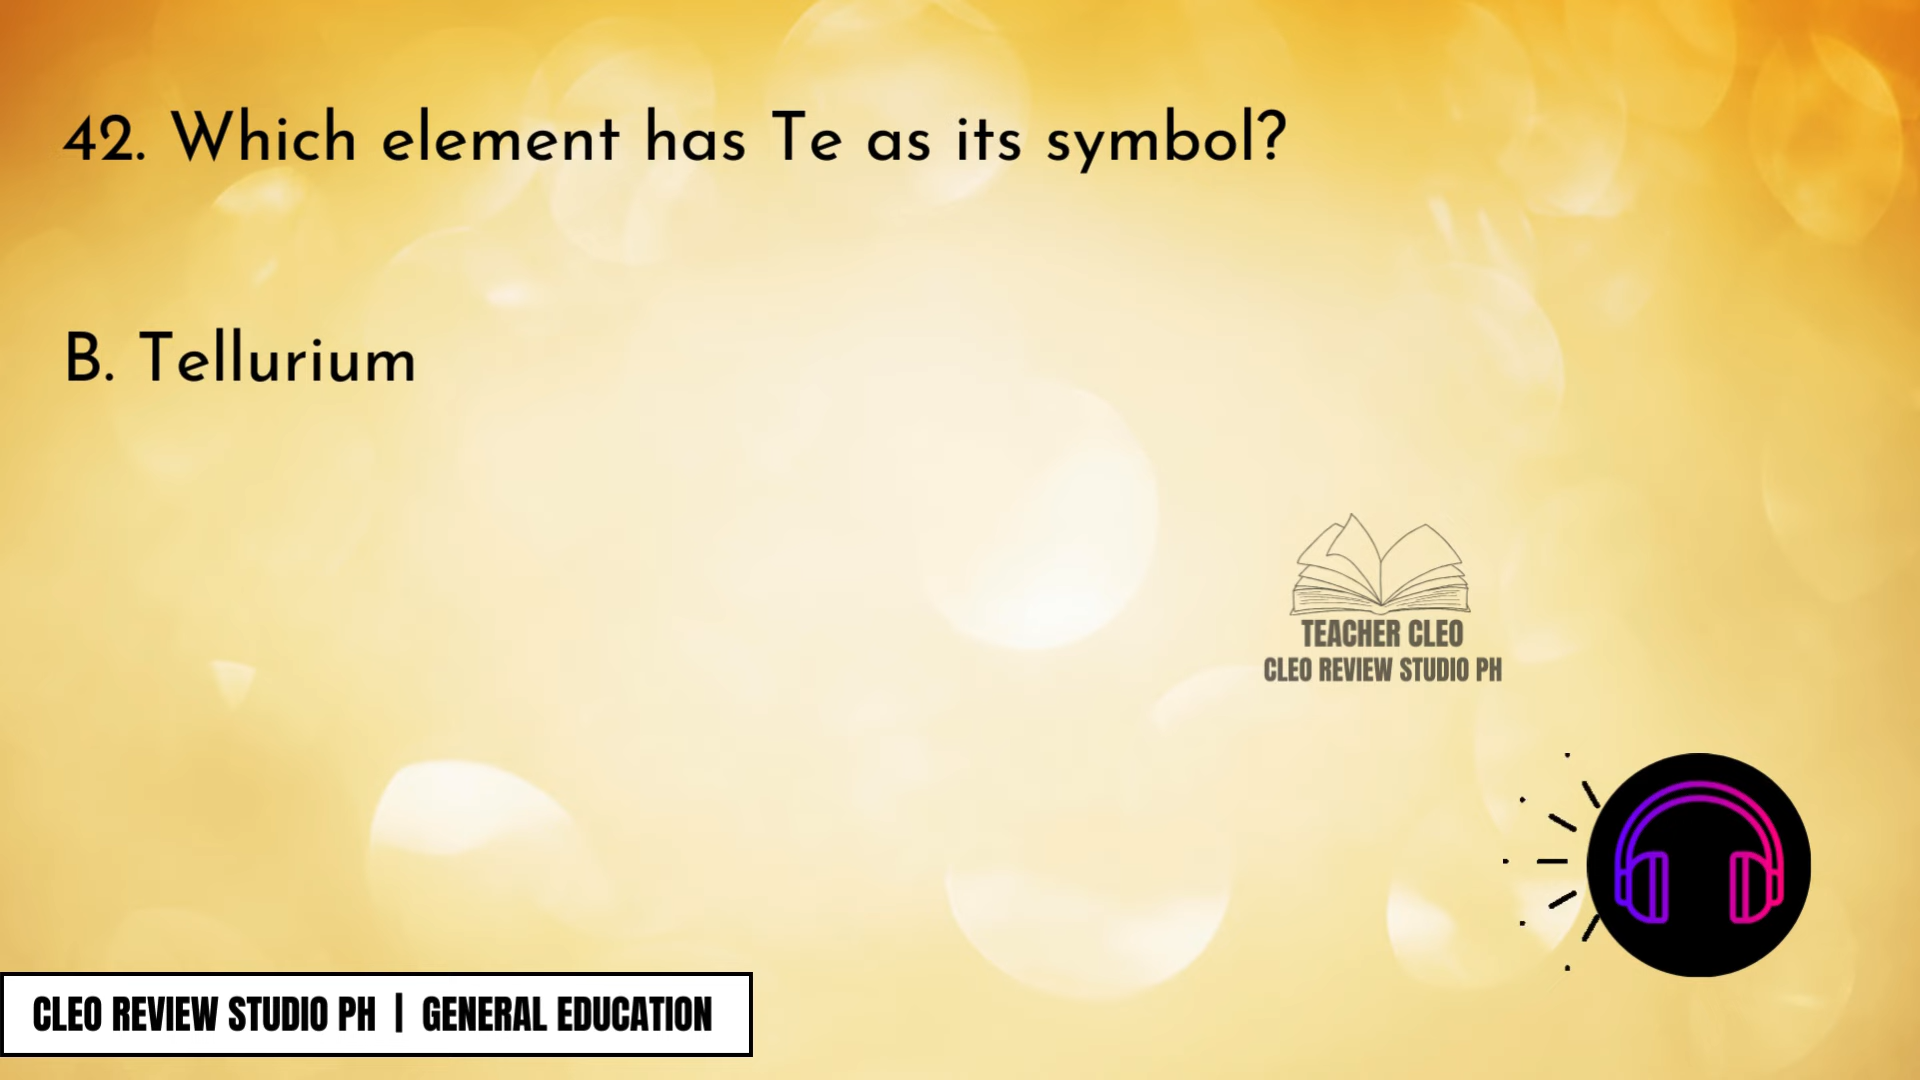 42. Which element has Te as its symbol?
B. Tellurium
TEACHER CLEO
CLEO REVIEW STUDIO PH
CLEO REVIEW STUDIO PH | GENERAL EDUCATION